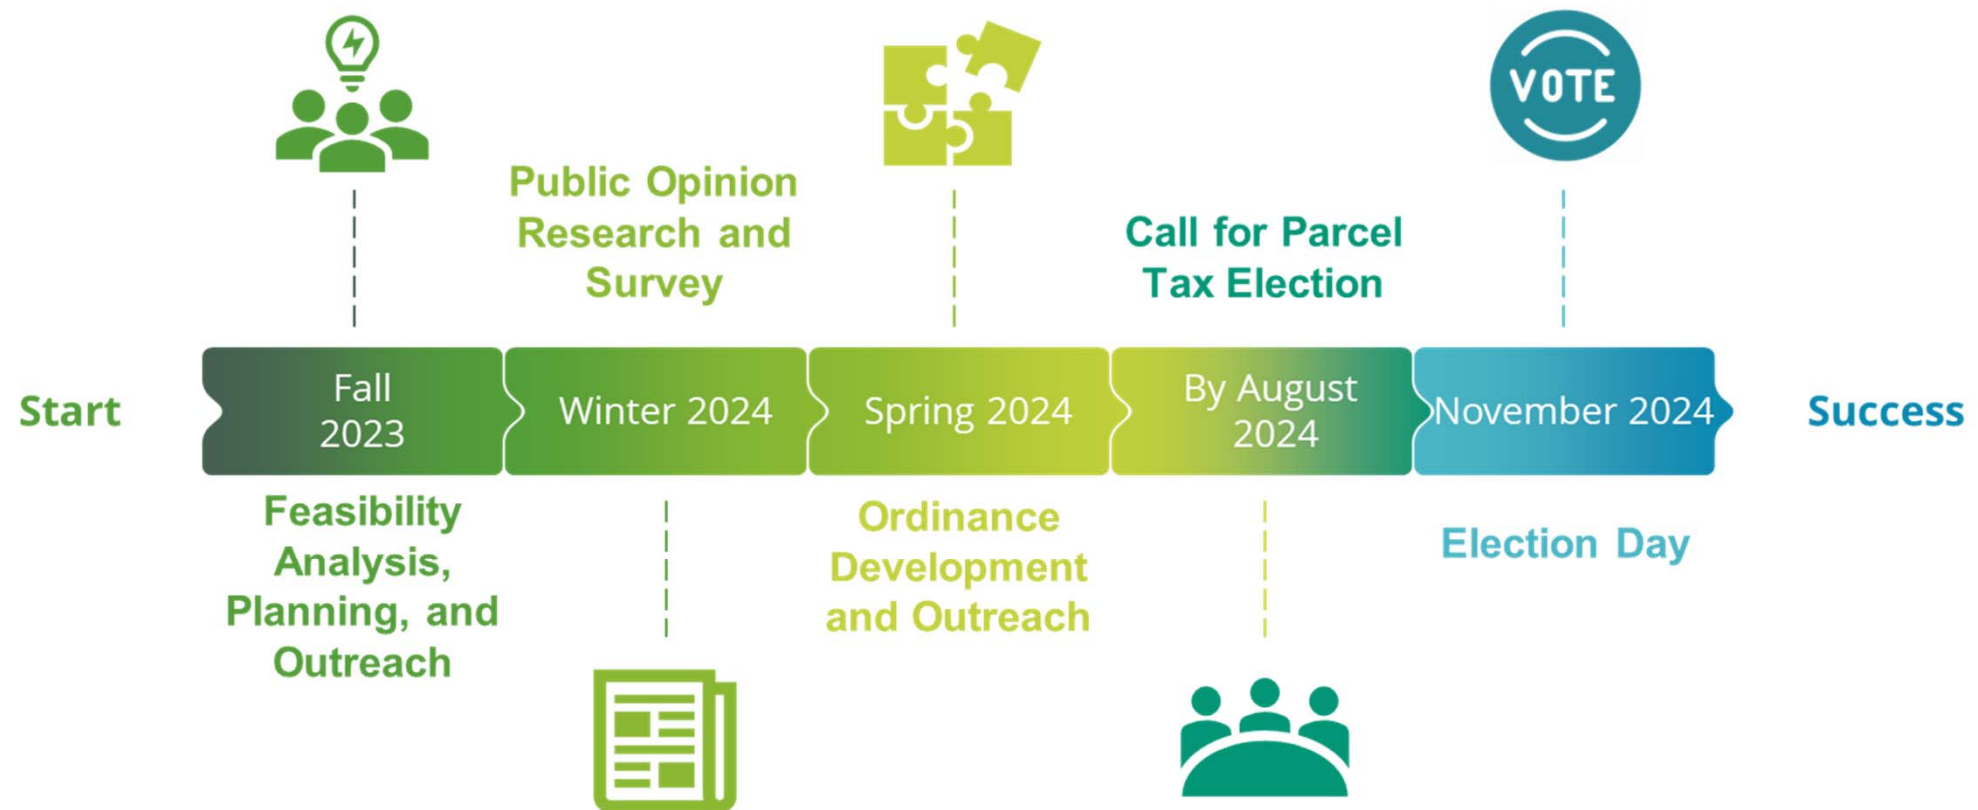 VOTE
Public Opinion
Research and
Survey
Call for Parcel
Tax Election
Start
Fall
2023
Winter 2024
Spring 2024
By August
2024
November 2024
Success
Feasibility
Analysis,
Planning, and
Outreach
Ordinance
Development
and Outreach
Election Day